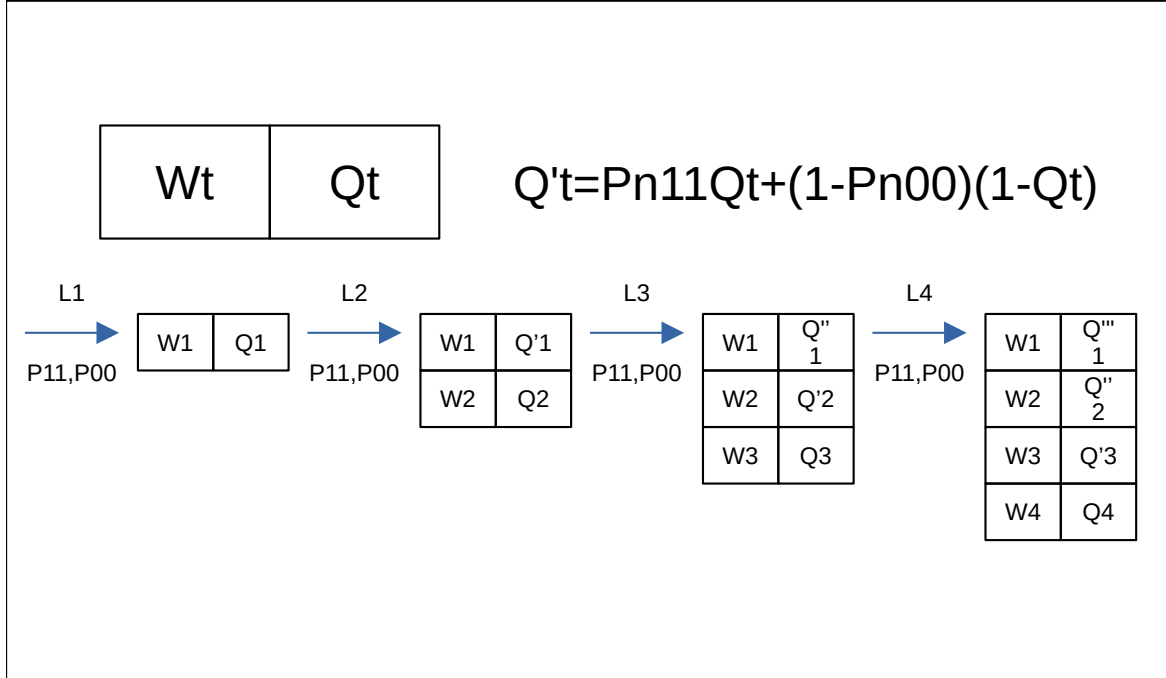 Wt Qt Q't=Pn11Qt+(1-Pn00)(1-Qt)
L1 L2 L3 L4
W1 Q1 W1 Q’1 W1 Q’’ W1 Q'''
1 1
P11,P00 P11,P00 P11,P00 P11,P00
W2 Q2 W2 Q’2 W2 Q’’
2
W3 Q3 W3 Q’3
W4 Q4